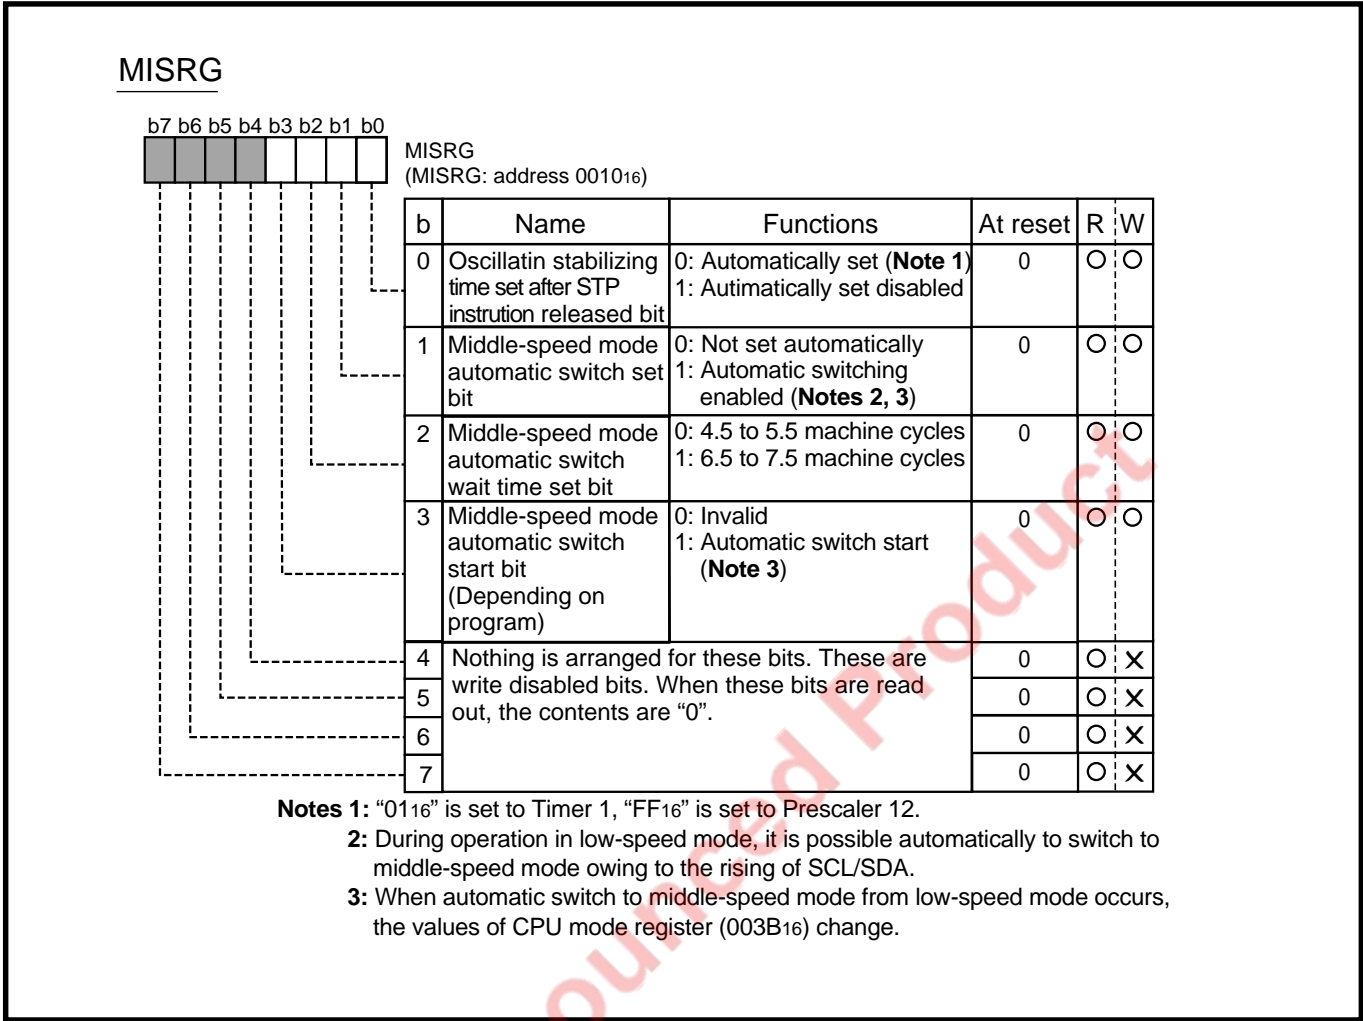 MISRG
b7 b6 b5 b4 b3 b2 b1 b0
MISRG
(MISRG: address 001016)
b Name Functions At reset R W
0 Oscillatin stabilizing 0: Automatically set (Note 1) 0 O O
time set after STP 1: Autimatically set disabled
instrution released bit
1 Middle-speed mode 0: Not set automatically 0 O O
automatic switch set 1: Automatic switching
bit enabled (Notes 2, 3)
2 Middle-speed mode 0: 4.5 to 5.5 machine cycles 0 O O
automatic switch 1: 6.5 to 7.5 machine cycles
wait time set bit
3 Middle-speed mode 0: Invalid 0 O O
automatic switch 1: Automatic switch start
start bit (Note 3)
(Depending on
program)
4 Nothing is arranged for these bits. These are 0 O X
5 write disabled bits. When these bits are read 0 O X
out, the contents are “0”.
6 0 O X
7 0 O X
Notes 1: “0116” is set to Timer 1, “FF16” is set to Prescaler 12.
2: During operation in low-speed mode, it is possible automatically to switch to
middle-speed mode owing to the rising of SCL/SDA.
3: When automatic switch to middle-speed mode from low-speed mode occurs,
the values of CPU mode register (003B16) change.
ounced Product